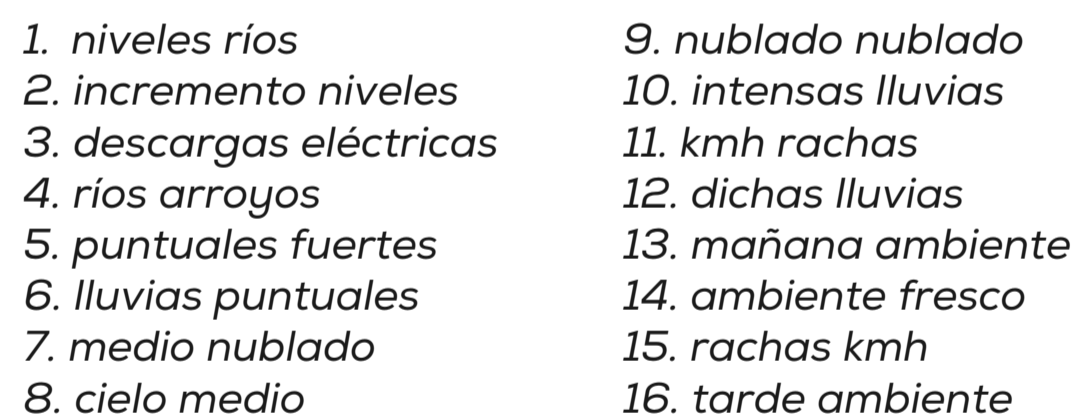 1. niveles ríos
2. incremento niveles
3. descargas eléctricas
4. ríos arroyos
5. puntuales fuertes
6. lluvias puntuales
7. medio nublado
8. cielo medio
9. nublado nublado
10. intensas lluvias
11. kmh rachas
12. dichas lluvias
13. mañana ambiente
14. ambiente fresco
15. rachas kmh
16. tarde ambiente